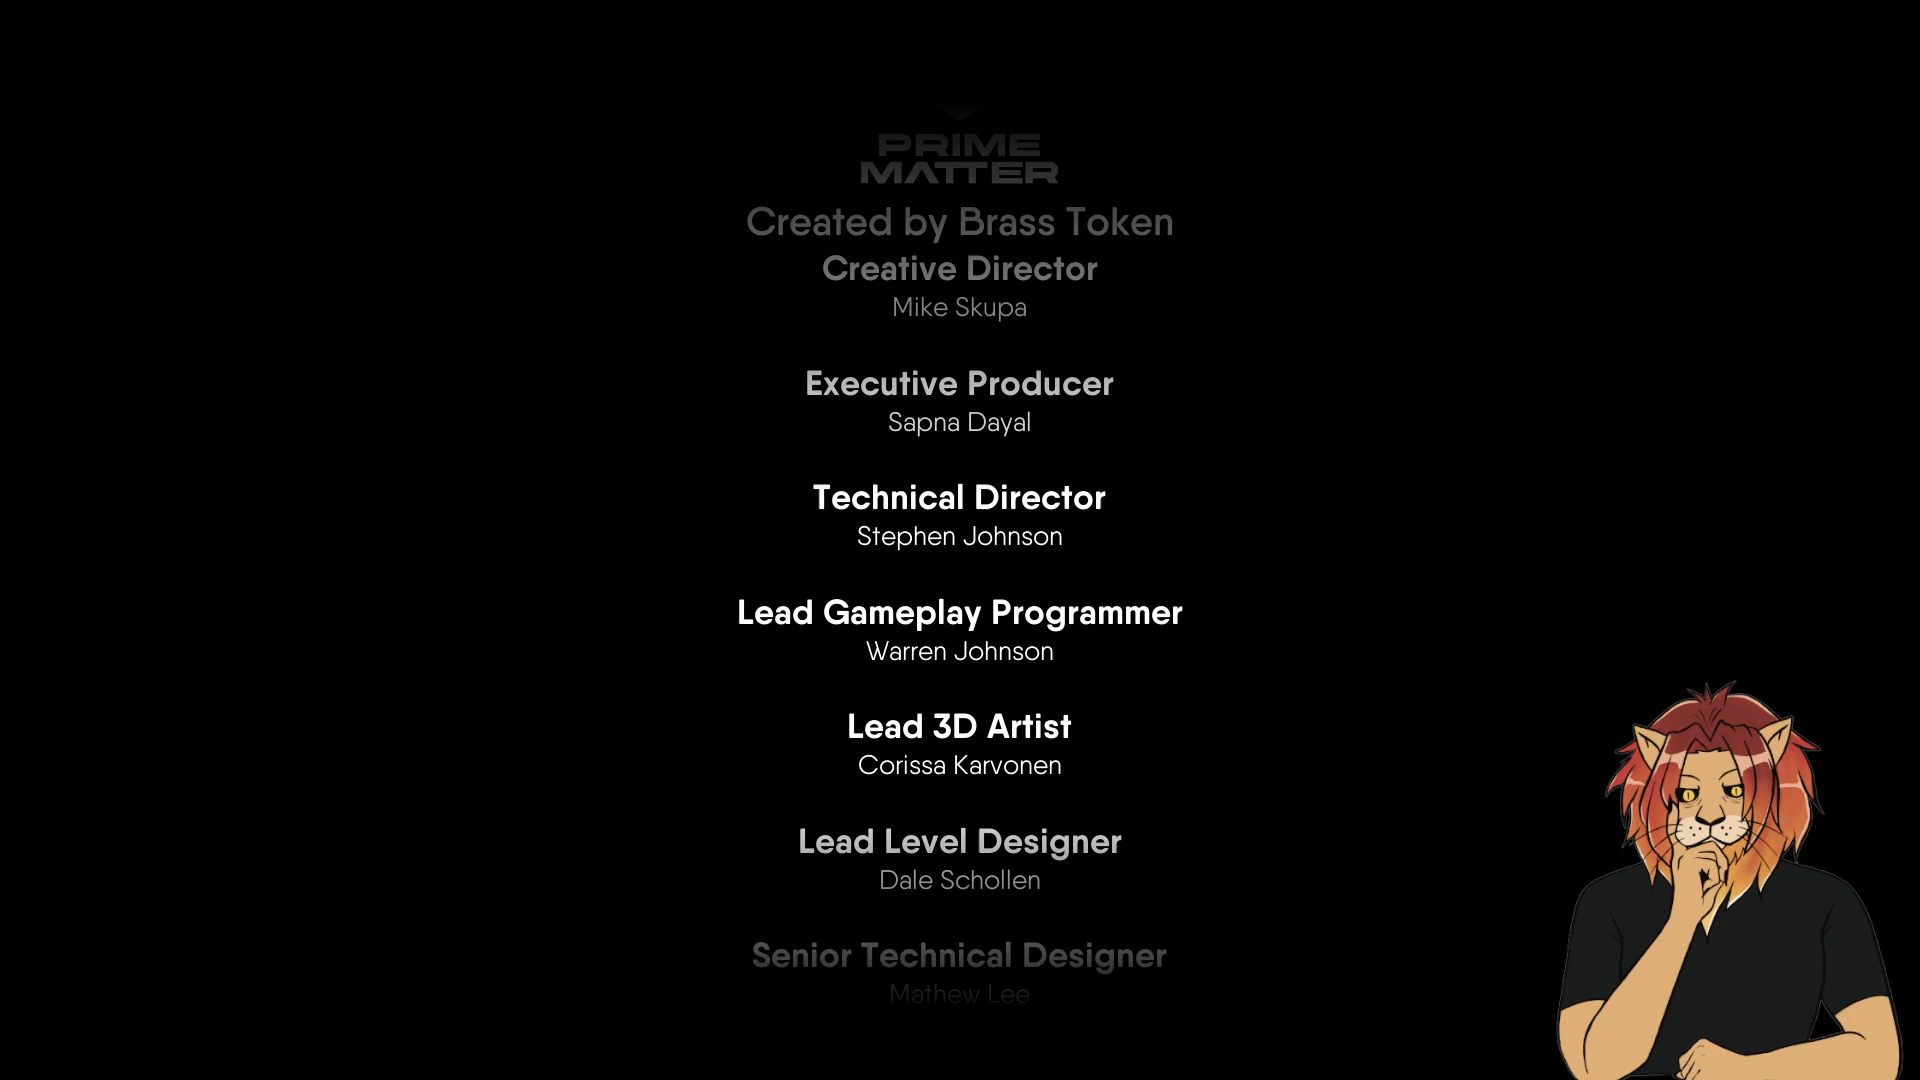 PRIME
MATTER
Created by Brass Token
Creative Director
Mike Skupa
Executive Producer
Sapna Dayal
Technical Director
Stephen Johnson
Lead Gameplay Programmer
Warren Johnson
Lead 3D Artist
Corissa Karvonen
Lead Level Designer
Dale Schollen
Senior Technical Designer
Mathew Lee